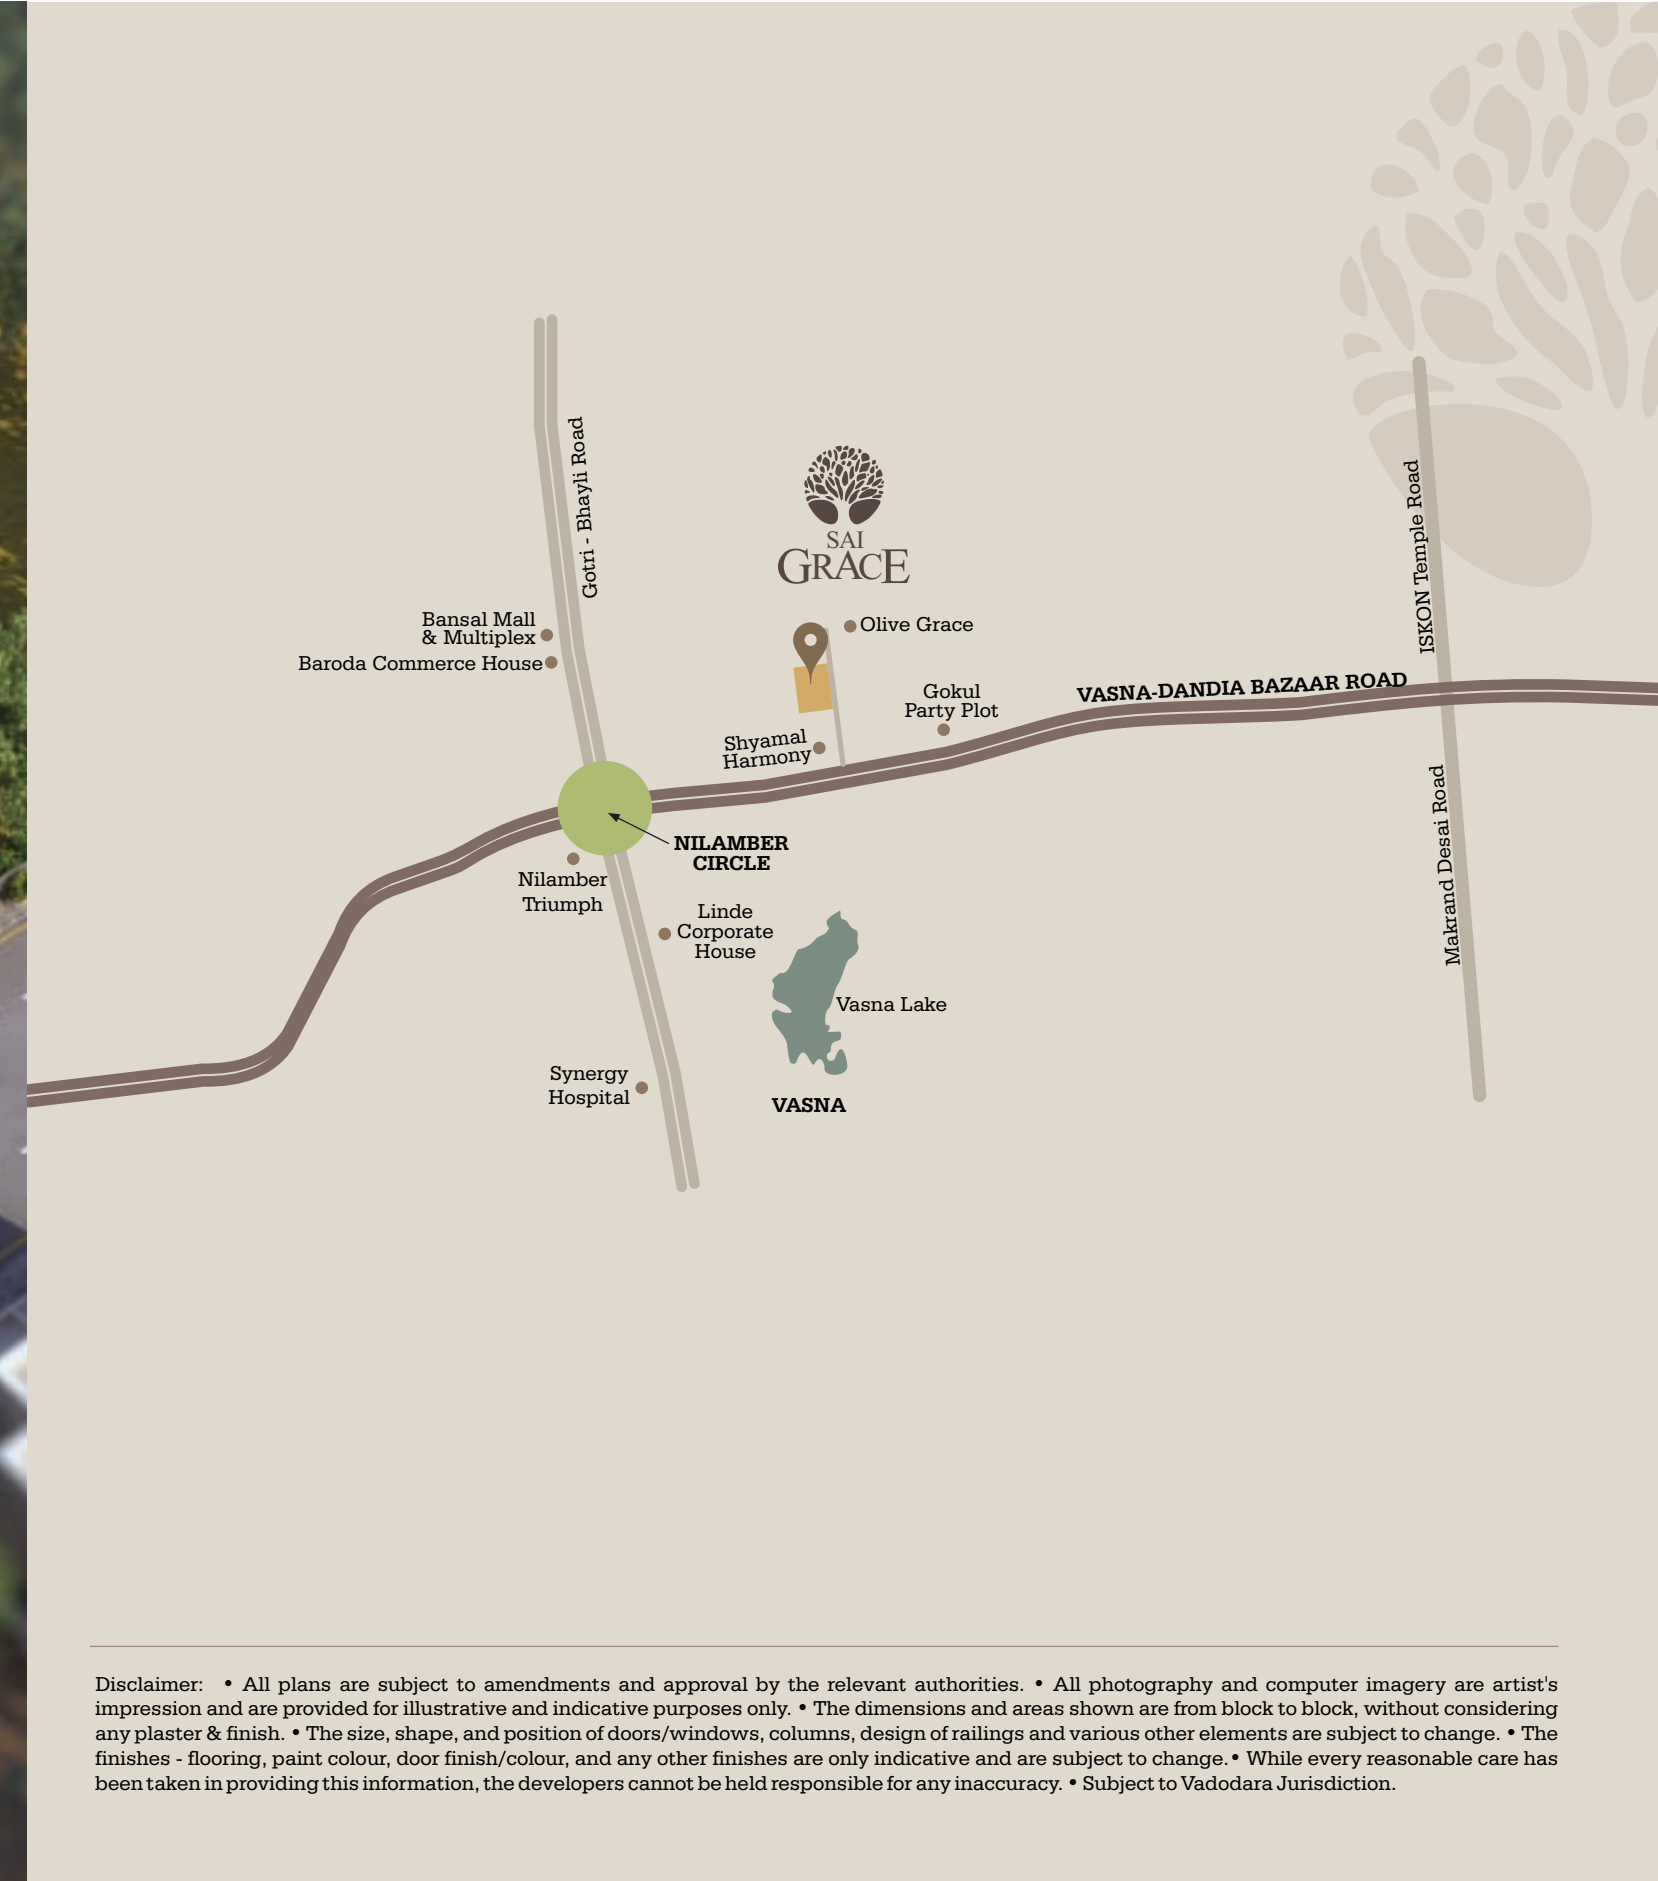 Gotri - Bhayli Road
SAI
GRACE
ISKON Temple Road
Bansal Mall
& Multiplex
Baroda Commerce House
Olive Grace
Gokul
Party Plot
VASNA-DANDIA BAZAAR ROAD
Shyamal
Harmony
Makrand Desai Road
NILAMBER
CIRCLE
Nilamber
Triumph
Linde
Corporate
House
Vasna Lake
Synergy
Hospital
VASNA
Disclaimer: • All plans are subject to amendments and approval by the relevant authorities. • All photography and computer imagery are artist's
impression and are provided for illustrative and indicative purposes only. • The dimensions and areas shown are from block to block, without considering
any plaster & finish. • The size, shape, and position of doors/windows, columns, design of railings and various other elements are subject to change. • The
finishes - flooring, paint colour, door finish/colour, and any other finishes are only indicative and are subject to change.• While every reasonable care has
been taken in providing this information, the developers cannot be held responsible for any inaccuracy. • Subject to Vadodara Jurisdiction.